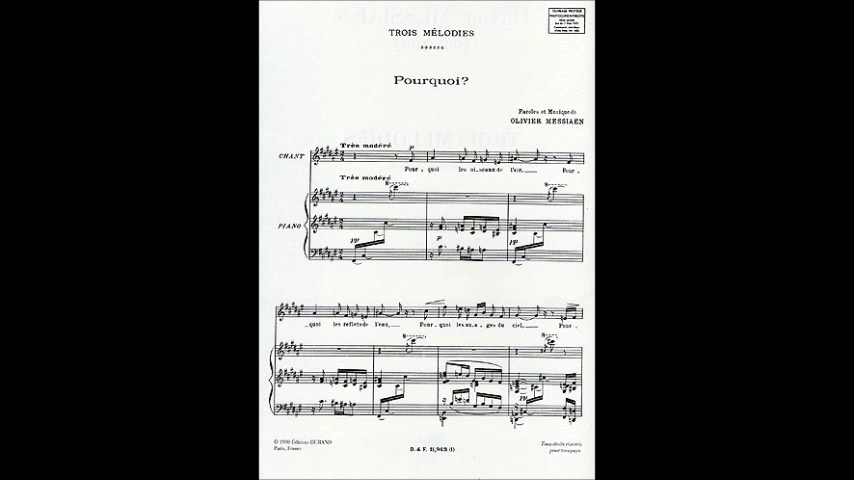 TROIS MÉLODIES
Pourquoi?
Paroles et Musique de
OLIVIER MESSIAEN
CHANT
Très modéré
p
Pour - quoi les oi-seaux de l'air, Pour-
Très modéré
PIANO
pp
p
pp
-quoi les reflets de l'eau, Pour - quoi les nu-a-ges du ciel, Pour-
© 1930 Éditions DURAND
Paris, France
D. & F. 11,963 (1)
Tous droits réservés
pour tous pays.